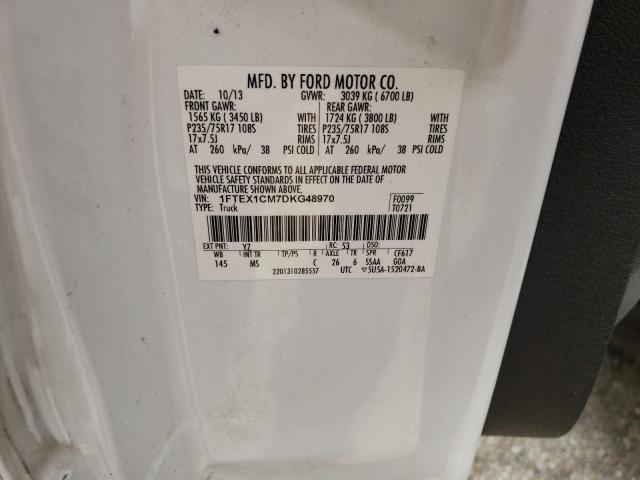 MFD. BY FORD MOTOR CO.
DATE: 10/13 GVWR: 3039 KG ( 6700 LB)
FRONT GAWR: REAR GAWR:
1565 KG ( 3450 LB) WITH 1724 KG ( 3800 LB) WITH
P235/75R17 108S TIRES P235/75R17 108S TIRES
17x7.5J RIMS 17x7.5J RIMS
AT 260 kPa/ 38 PSI COLD AT 260 kPa/ 38 PSI COLD
THIS VEHICLE CONFORMS TO ALL APPLICABLE FEDERAL MOTOR
VEHICLE SAFETY STANDARDS IN EFFECT ON THE DATE OF
MANUFACTURE SHOWN ABOVE.
VIN: 1FTEX1CM7DKG48970 F0099
TYPE: Truck T0721
EXT PNT: YZ RC: 53 DSO:
WB INT TR TP/PS R AXLE TR SPR CF617
145 MS C 26 6 SSAA GOA
2201310285557 UTC ▽5U5A-1520472-BA